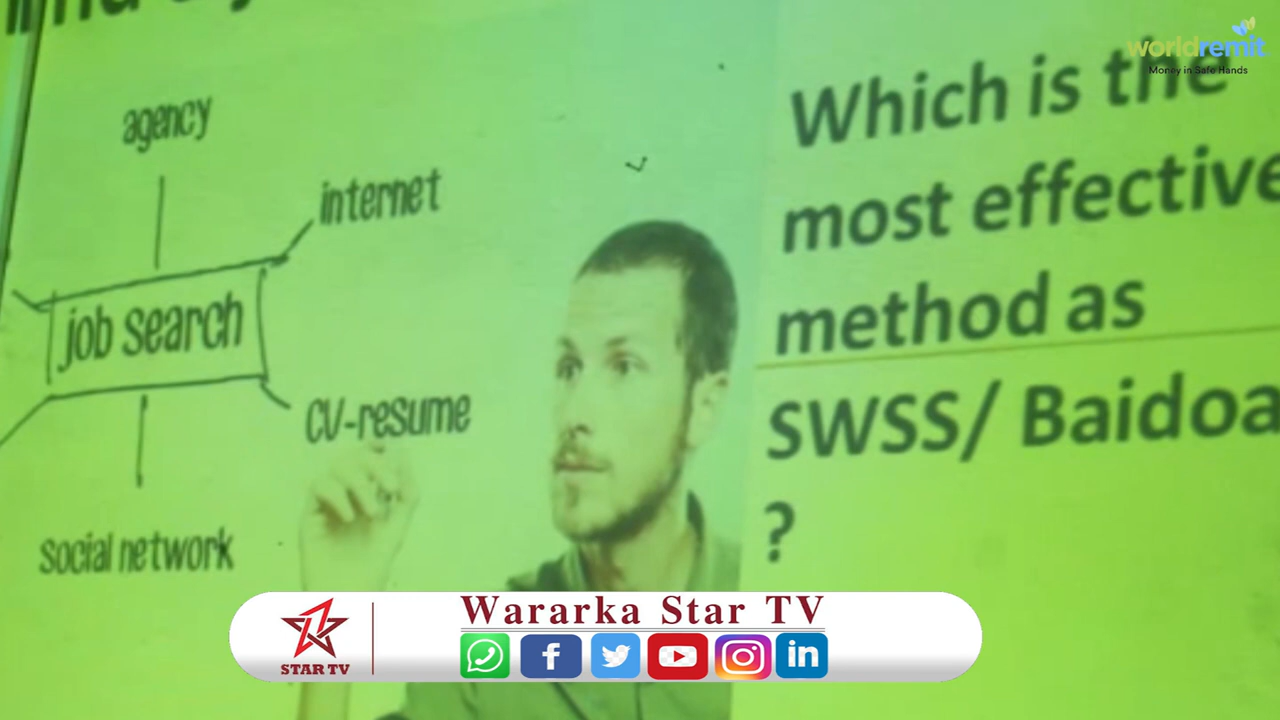 worldremit
Money in Safe Hands
agency
internet
job search
CV-resume
social network
Which is the
most effective
method as
SWSS/ Baidoa
?
Wararka Star TV
STAR TV